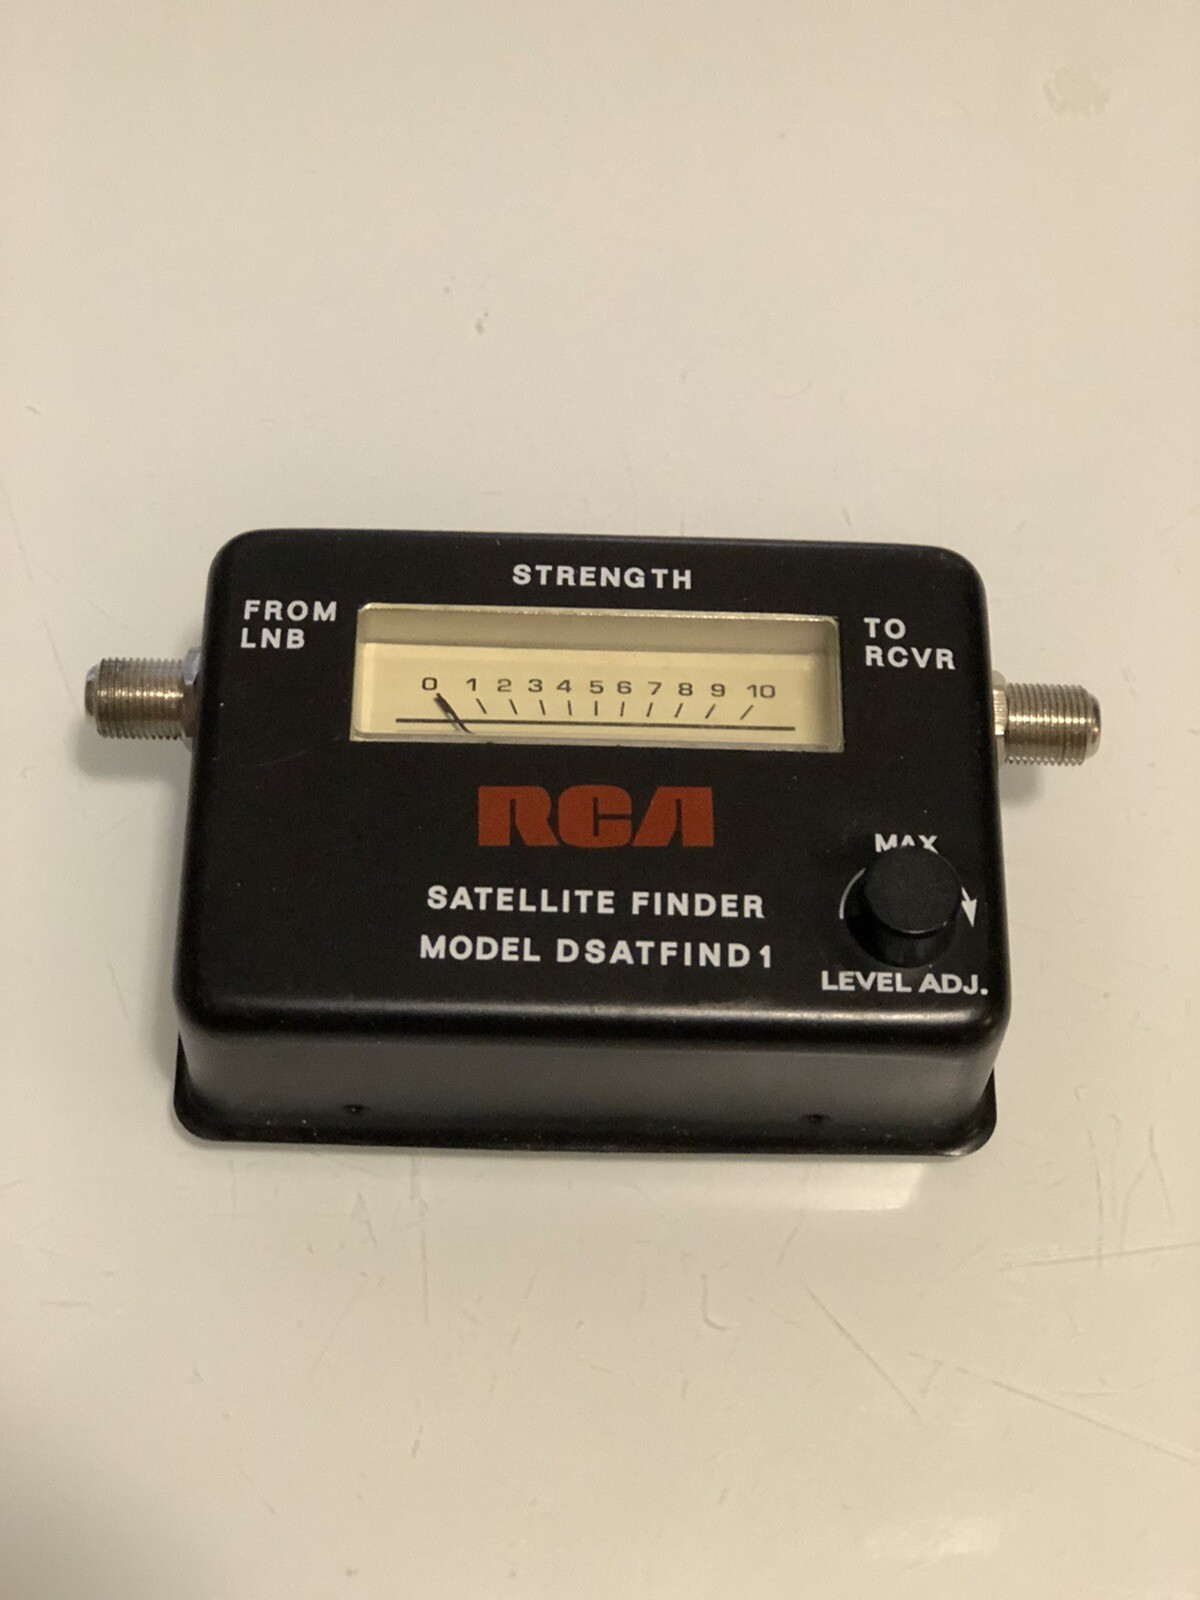 STRENGTH
FROM
LNB
TO
RCVR
0 1 2 3 4 5 6 7 8 9 10
RCA
MAX
SATELLITE FINDER
MODEL DSATFIND1
LEVEL ADJ.